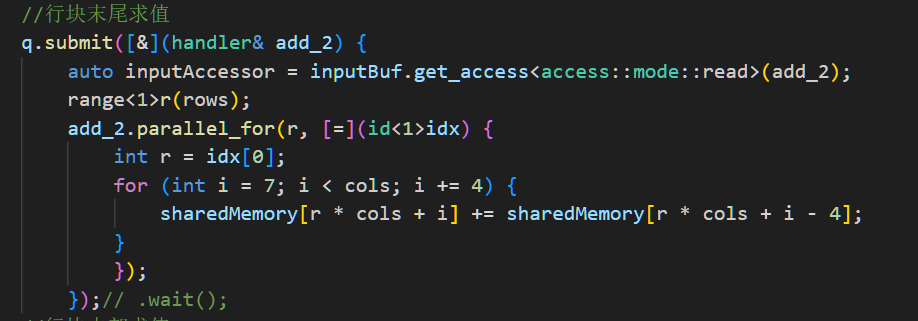 //行块末尾求值
q.submit([&](handler& add_2) {
    auto inputAccessor = inputBuf.get_access<access::mode::read>(add_2);
    range<1>r(rows);
    add_2.parallel_for(r, [=](id<1>idx) {
        int r = idx[0];
        for (int i = 7; i < cols; i += 4) {
            sharedMemory[r * cols + i] += sharedMemory[r * cols + i - 4];
        }
        });
    });// .wait();